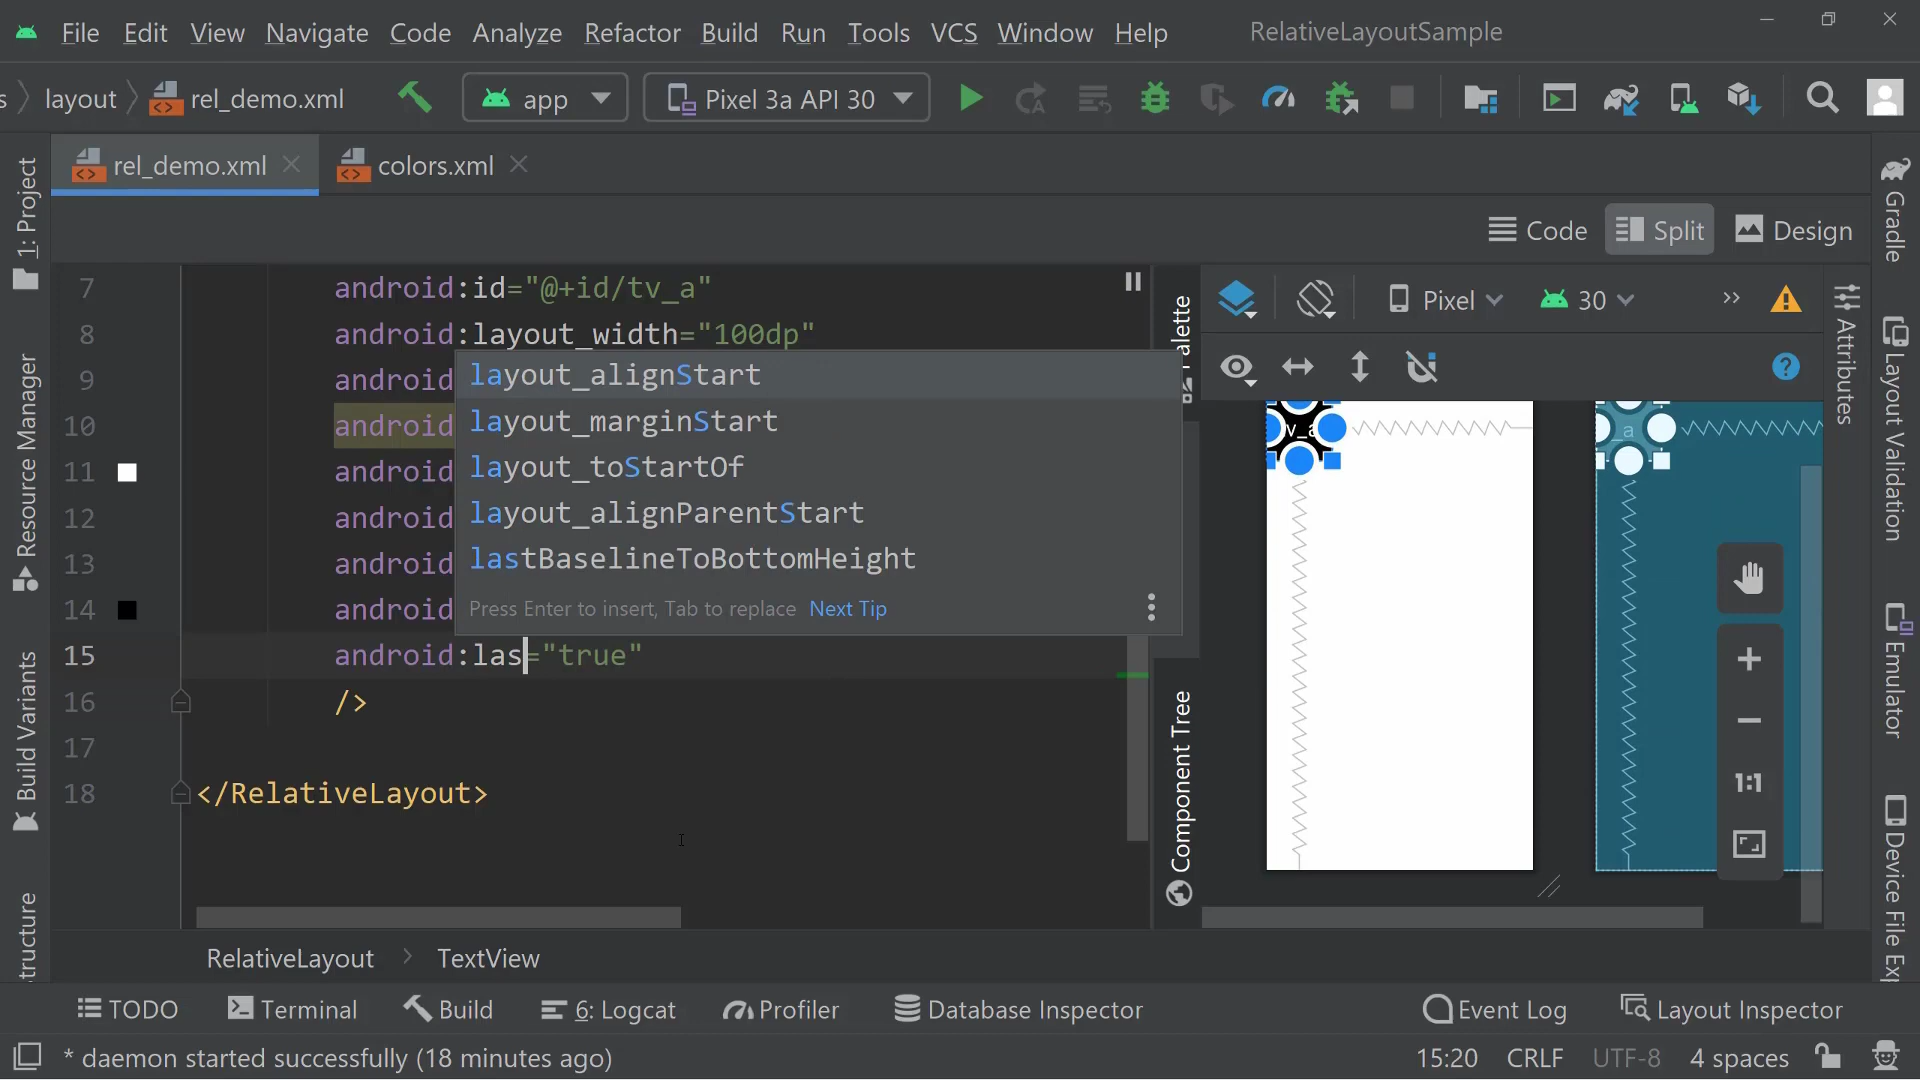 File Edit View Navigate Code Analyze Refactor Build Run Tools VCS Window Help RelativeLayoutSample
s layout rel_demo.xml app Pixel 3a API 30
rel_demo.xml colors.xml
Code Split Design
1: Project
Resource Manager
Build Variants
tructure
7 android:id="@+id/tv_a"
8 android:layout_width="100dp"
9 android
10 android
11 android
12 android
13 android
14 android
15 android:las="true"
16 />
17
18 </RelativeLayout>
layout_alignStart
layout_marginStart
layout_toStartOf
layout_alignParentStart
lastBaselineToBottomHeight
Press Enter to insert, Tab to replace Next Tip
alette
Component Tree
Pixel 30
v_a
_a
1:1
Attributes
Gradle
Layout Validation
Emulator
Device File Ex
RelativeLayout TextView
TODO Terminal Build 6: Logcat Profiler Database Inspector Event Log Layout Inspector
* daemon started successfully (18 minutes ago) 15:20 CRLF UTF-8 4 spaces